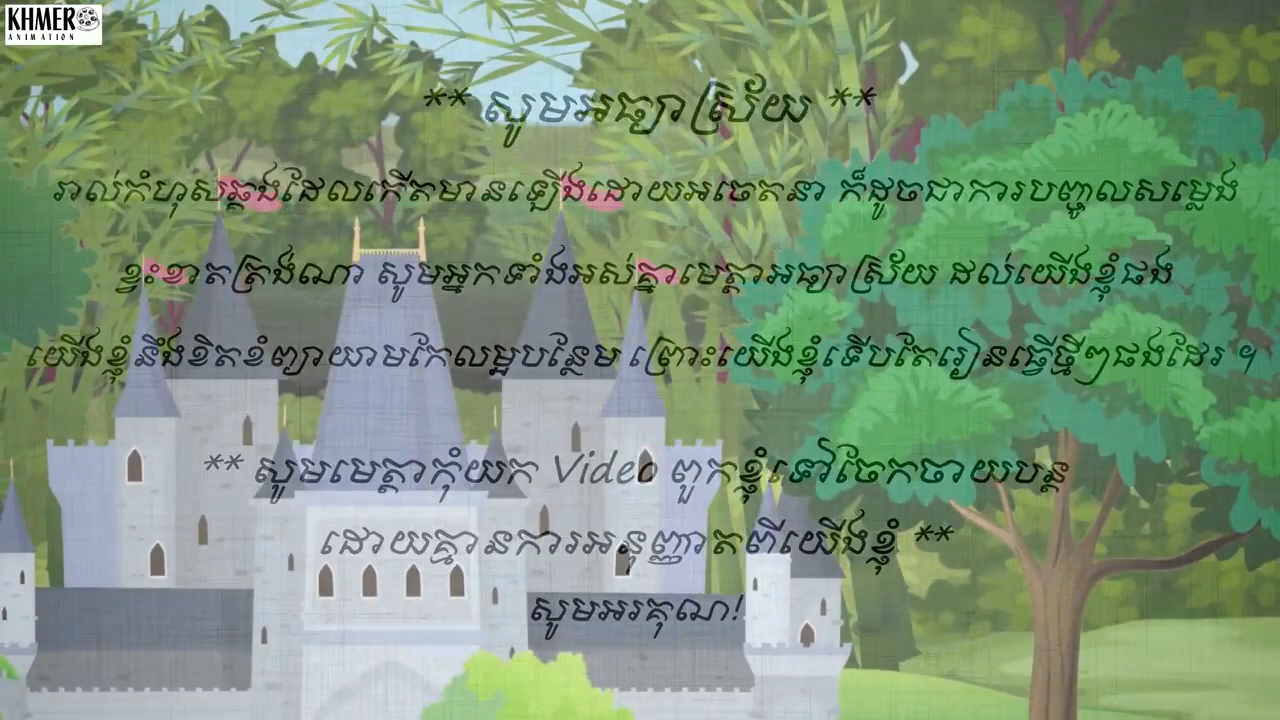 KHMER
ANIMATION
** សូមអធ្យាស្រ័យ **
រាល់កំហុសឆ្គងដែលកើតមានឡើងដោយអចេតនា ក៏ដូចជាការបញ្ចូលសម្លេង
ខ្វះខាតត្រង់ណា សូមអ្នកទាំងអស់គ្នាមេត្តាអធ្យាស្រ័យ ដល់យើងខ្ញុំផង
យើងខ្ញុំនឹងខិតខំព្យាយាមកែលម្អបន្ថែម ព្រោះយើងខ្ញុំទើបតែរៀនធ្វើថ្មីៗផងដែរ ។
** សូមមេត្តាកុំយក Video ពួកខ្ញុំទៅចែកចាយបន្ត
ដោយគ្មានការអនុញ្ញាតពីយើងខ្ញុំ **
សូមអរគុណ!